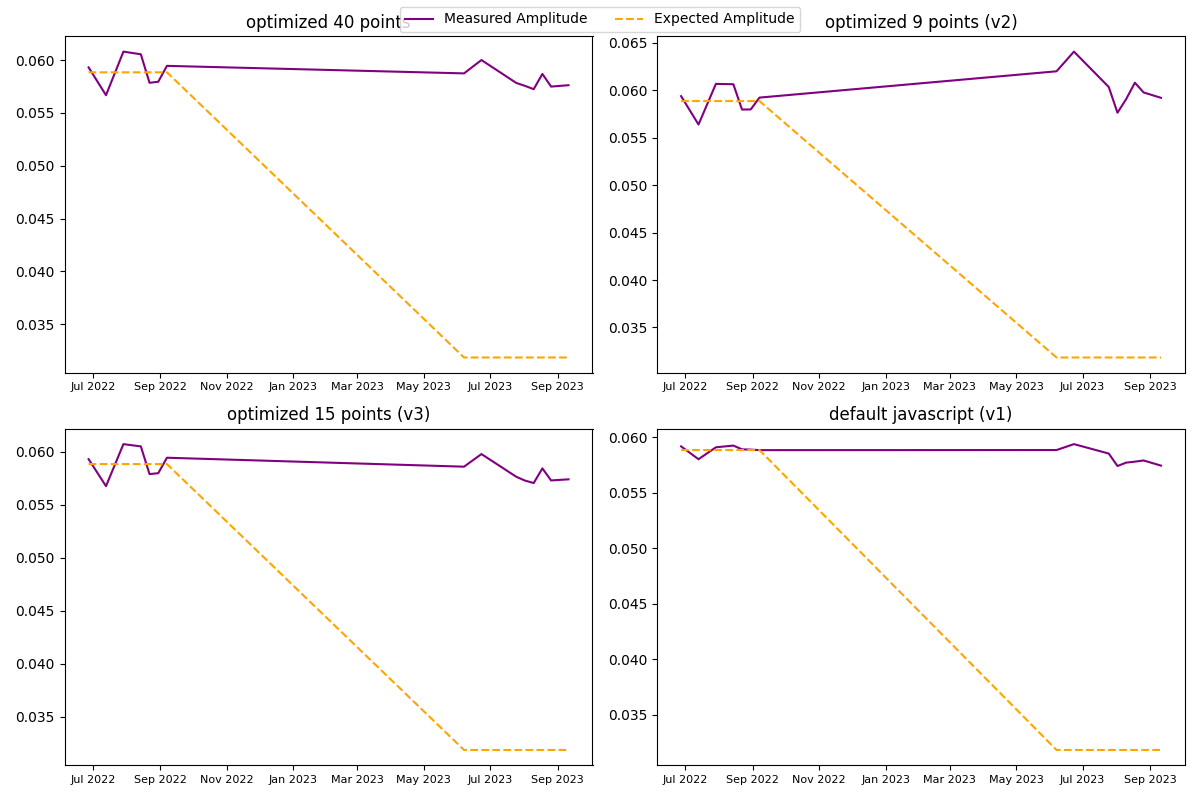 Measured Amplitude
Expected Amplitude
optimized 40 points
0.060
0.055
0.050
0.045
0.040
0.035
Jul 2022 Sep 2022 Nov 2022 Jan 2023 Mar 2023 May 2023 Jul 2023 Sep 2023
optimized 9 points (v2)
0.065
0.060
0.055
0.050
0.045
0.040
0.035
Jul 2022 Sep 2022 Nov 2022 Jan 2023 Mar 2023 May 2023 Jul 2023 Sep 2023
optimized 15 points (v3)
0.060
0.055
0.050
0.045
0.040
0.035
Jul 2022 Sep 2022 Nov 2022 Jan 2023 Mar 2023 May 2023 Jul 2023 Sep 2023
default javascript (v1)
0.060
0.055
0.050
0.045
0.040
0.035
Jul 2022 Sep 2022 Nov 2022 Jan 2023 Mar 2023 May 2023 Jul 2023 Sep 2023